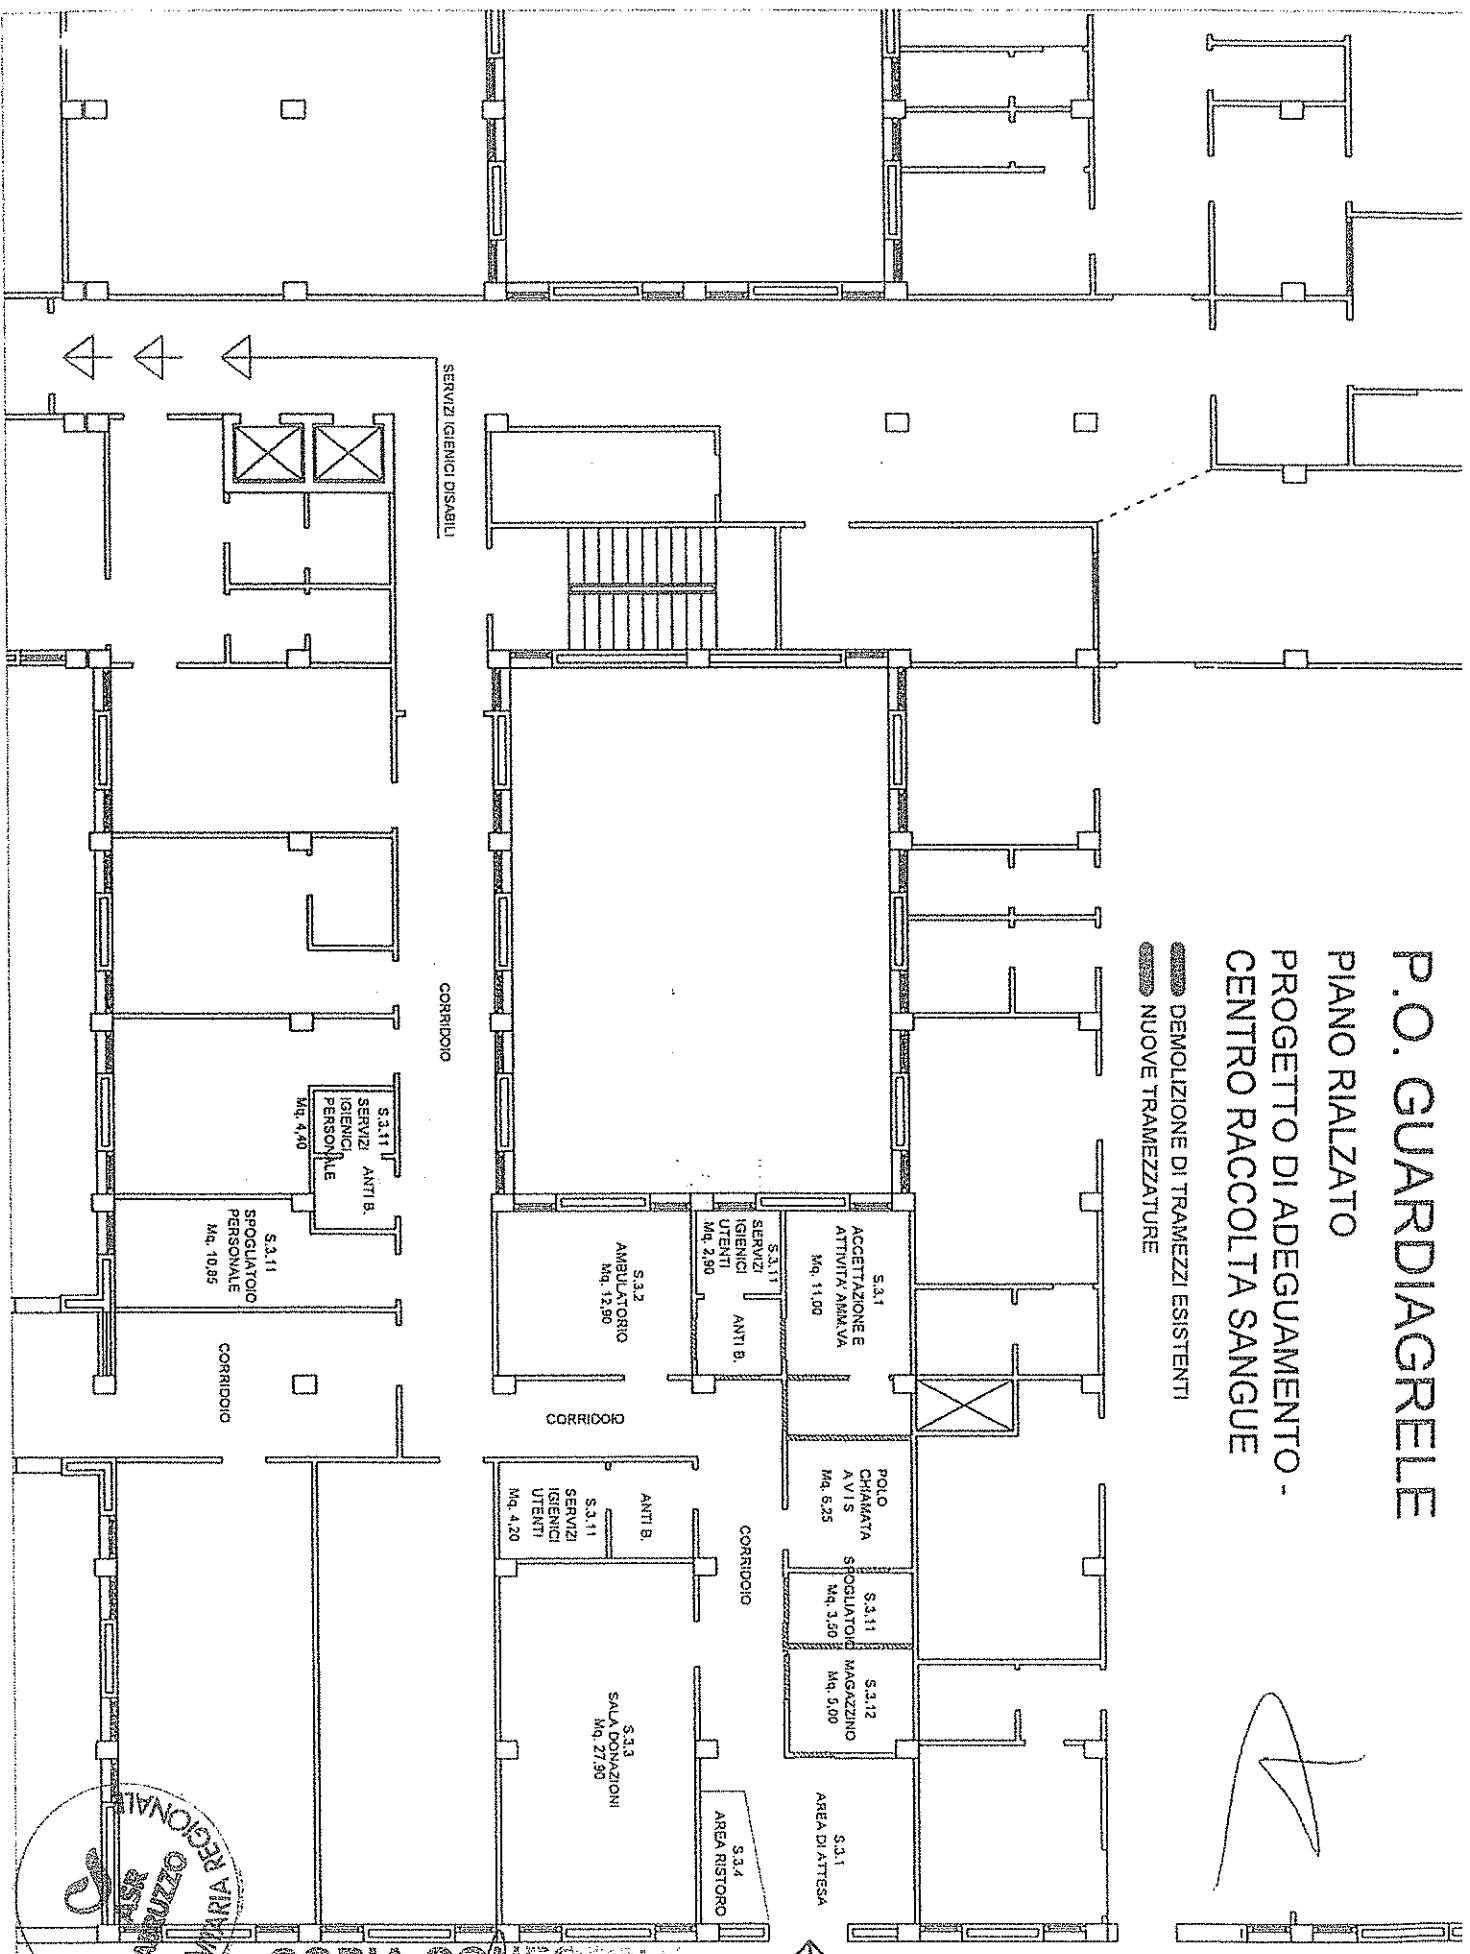 P.O. GUARDIAGRELE
PIANO RIALZATO
PROGETTO DI ADEGUAMENTO -
CENTRO RACCOLTA SANGUE
DEMOLIZIONE DI TRAMEZZI ESISTENTI
NUOVE TRAMEZZATURE
SERVIZI IGIENICI DISABILI
CORRIDOIO
S.3.11
SERVIZI
IGIENICI
PERSONALE
Mq. 4,40
ANTI B.
S.3.11
SPOGLIATOIO
PERSONALE
Mq. 10,85
CORRIDOIO
S.3.1
ACCETTAZIONE E
ATTIVITA' AMM.VA
Mq. 11,00
S.3.11
SERVIZI
IGIENICI
UTENTI
Mq. 2,90
ANTI B.
S.3.2
AMBULATORIO
Mq. 12,90
CORRIDOIO
POLO
CHIAMATA
A V I S
Mq. 6,25
S.3.11
SPOGLIATOIO
Mq. 3,50
S.3.12
MAGAZZINO
Mq. 5,00
CORRIDOIO
ANTI B.
S.3.11
SERVIZI
IGIENICI
UTENTI
Mq. 4,20
S.3.3
SALA DONAZIONI
Mq. 27,90
S.3.1
AREA DI ATTESA
S.3.4
AREA RISTORO
REGIONALE
ASR
ABRUZZO